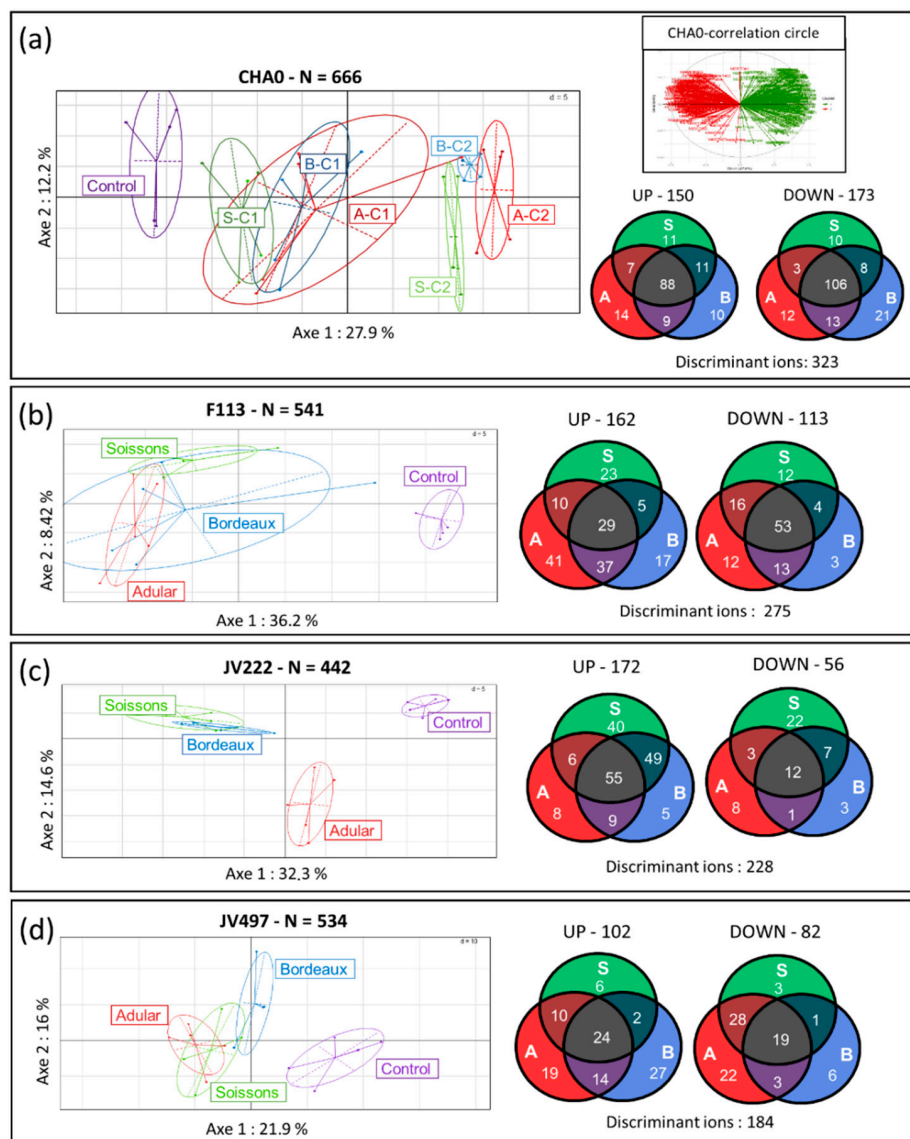 (a)
CHA0 - N = 666
d = 5
Control
S-C1
B-C1
A-C1
B-C2
A-C2
S-C2
Axe 2 : 12.2 %
Axe 1 : 27.9 %
CHA0-correlation circle
UP - 150
S
11
7
11
88
A
B
14
9
10
DOWN - 173
S
10
3
8
106
A
B
12
13
21
Discriminant ions: 323
(b)
F113 - N = 541
d = 5
Soissons
Control
Bordeaux
Adular
Axe 2 : 8.42 %
Axe 1 : 36.2 %
UP - 162
S
23
10
5
29
A
B
41
37
17
DOWN - 113
S
12
16
4
53
A
B
12
13
3
Discriminant ions : 275
(c)
JV222 - N = 442
d = 5
Soissons
Control
Bordeaux
Adular
Axe 2 : 14.6 %
Axe 1 : 32.3 %
UP - 172
S
40
6
49
55
A
B
8
9
5
DOWN - 56
S
22
3
7
12
A
B
8
1
3
Discriminant ions : 228
(d)
JV497 - N = 534
d = 10
Bordeaux
Adular
Control
Soissons
Axe 2 : 16 %
Axe 1 : 21.9 %
UP - 102
S
6
10
2
24
A
B
19
14
27
DOWN - 82
S
3
28
1
19
A
B
22
3
6
Discriminant ions : 184